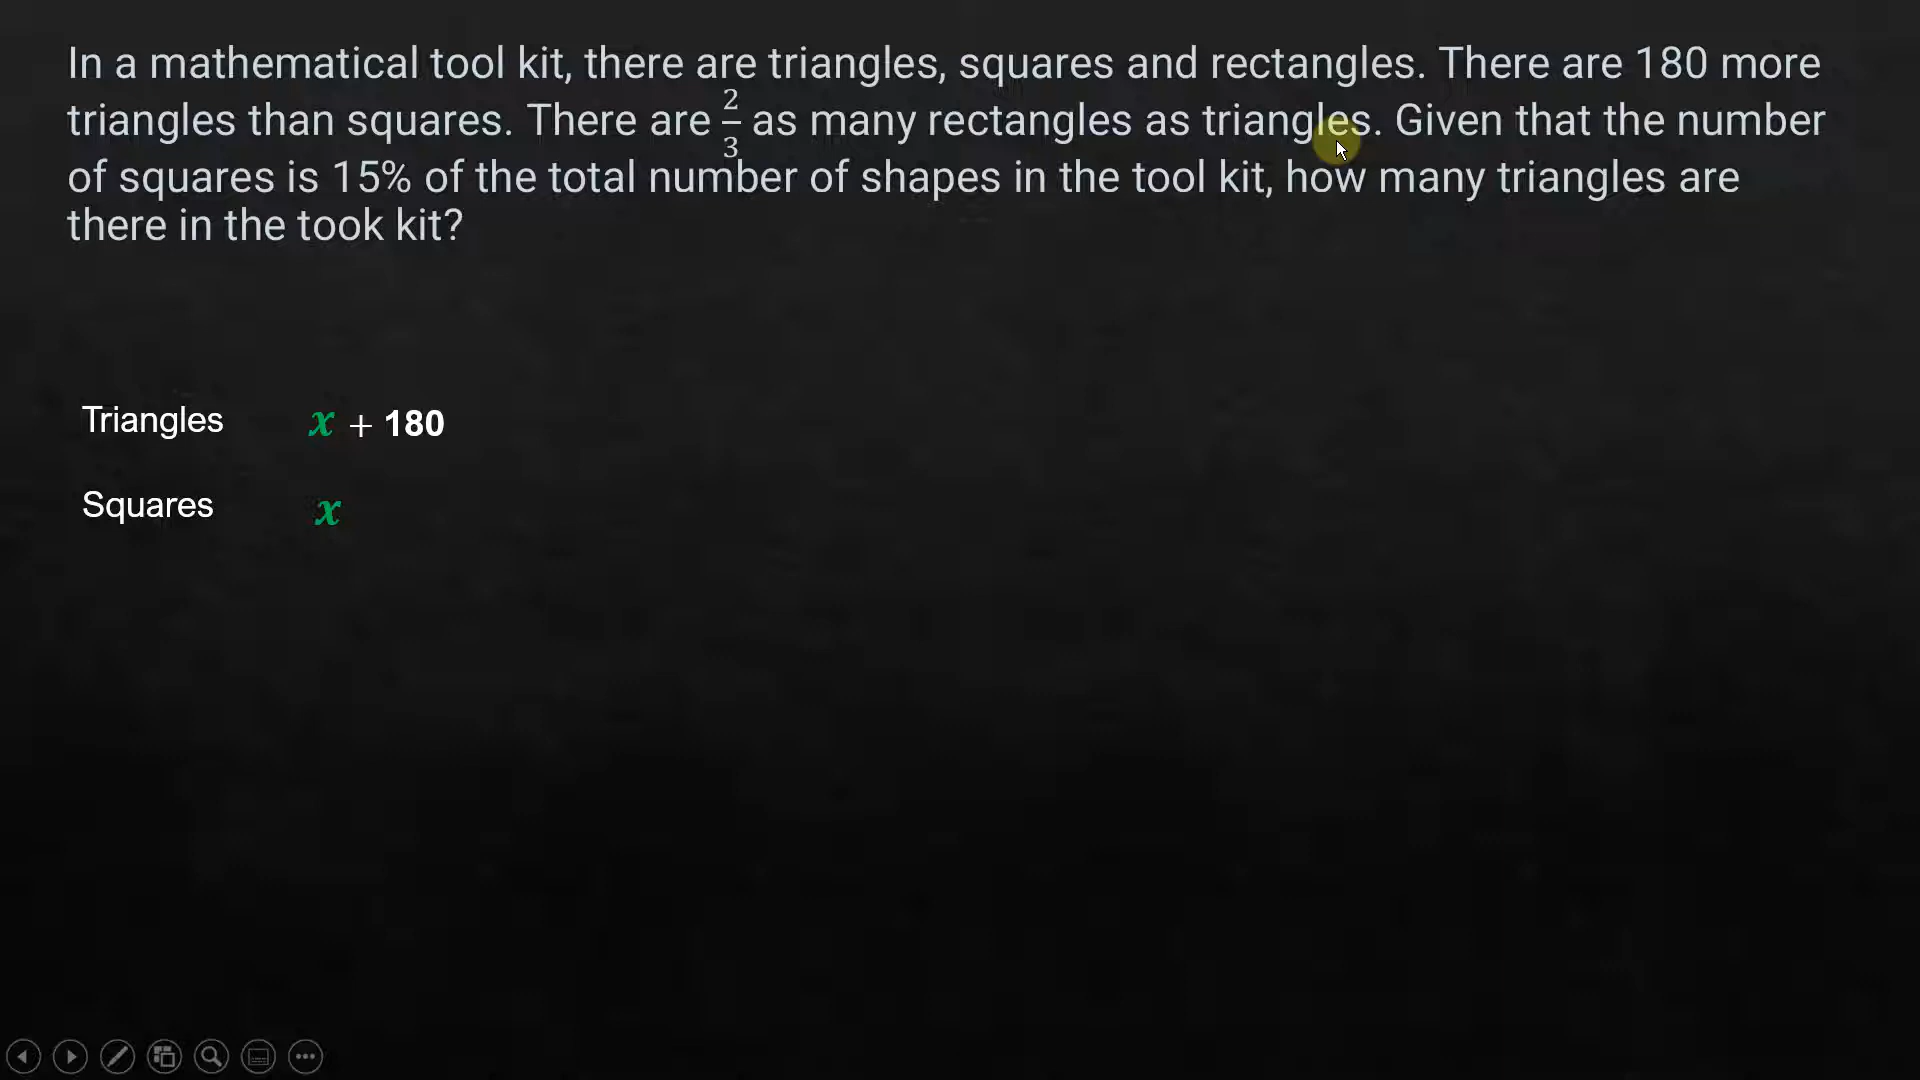 In a mathematical tool kit, there are triangles, squares and rectangles. There are 180 more
triangles than squares. There are 2/3 as many rectangles as triangles. Given that the number
of squares is 15% of the total number of shapes in the tool kit, how many triangles are
there in the took kit?
Triangles x + 180
Squares x